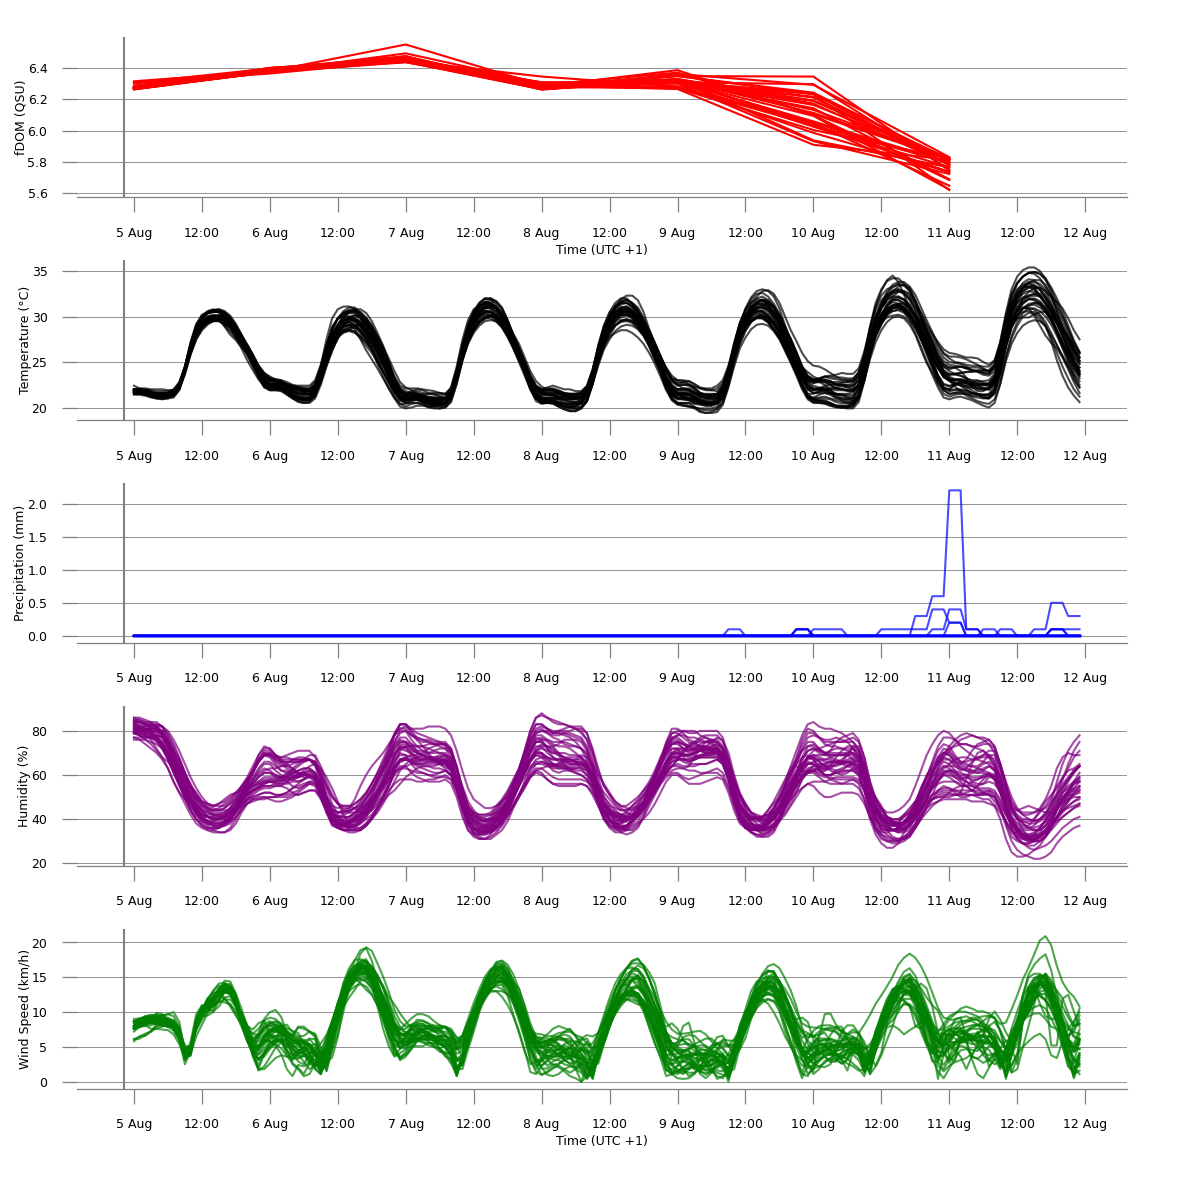 fDOM (QSU)
6.4
6.2
6.0
5.8
5.6
5 Aug 12:00 6 Aug 12:00 7 Aug 12:00 8 Aug 12:00 9 Aug 12:00 10 Aug 12:00 11 Aug 12:00 12 Aug
Time (UTC +1)
Temperature (°C)
35
30
25
20
5 Aug 12:00 6 Aug 12:00 7 Aug 12:00 8 Aug 12:00 9 Aug 12:00 10 Aug 12:00 11 Aug 12:00 12 Aug
Precipitation (mm)
2.0
1.5
1.0
0.5
0.0
5 Aug 12:00 6 Aug 12:00 7 Aug 12:00 8 Aug 12:00 9 Aug 12:00 10 Aug 12:00 11 Aug 12:00 12 Aug
Humidity (%)
80
60
40
20
5 Aug 12:00 6 Aug 12:00 7 Aug 12:00 8 Aug 12:00 9 Aug 12:00 10 Aug 12:00 11 Aug 12:00 12 Aug
Wind Speed (km/h)
20
15
10
5
0
5 Aug 12:00 6 Aug 12:00 7 Aug 12:00 8 Aug 12:00 9 Aug 12:00 10 Aug 12:00 11 Aug 12:00 12 Aug
Time (UTC +1)